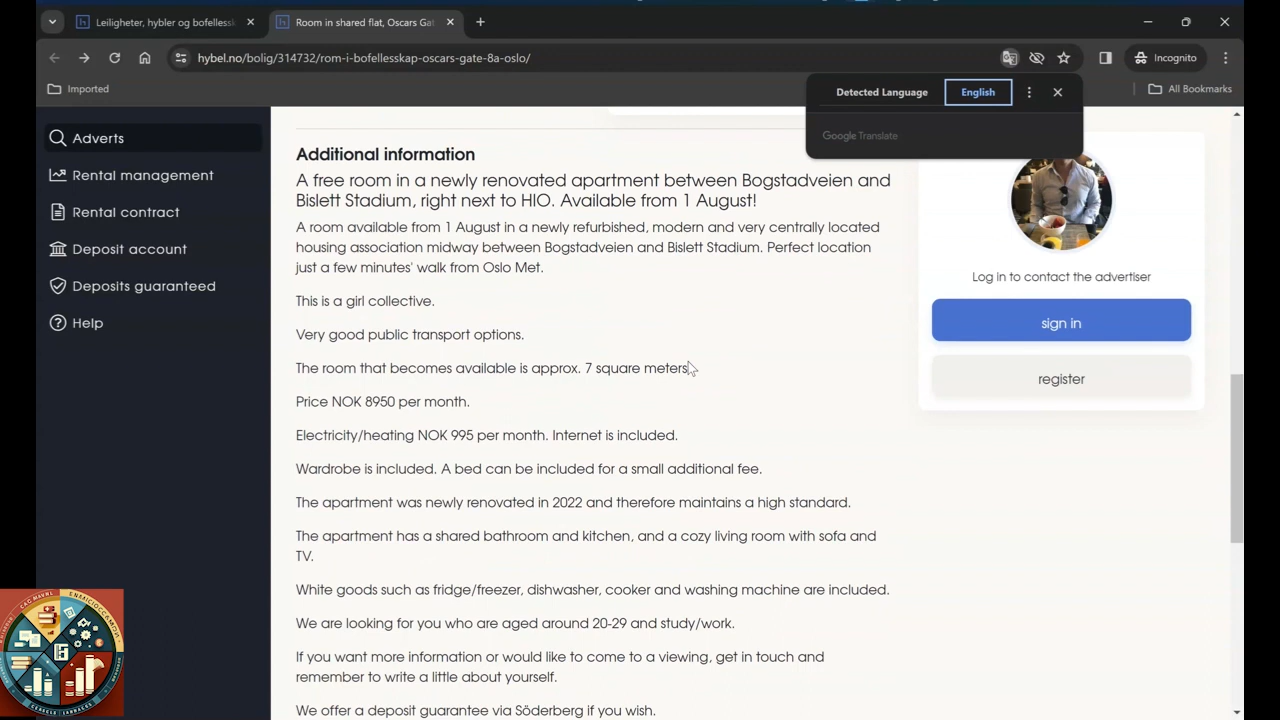 Leiligheter, hybler og bofelless
Room in shared flat, Oscars Gat
hybel.no/bolig/314732/rom-i-bofellesskap-oscars-gate-8a-oslo/
Incognito
Imported
All Bookmarks
Detected Language
English
Google Translate
Adverts
Rental management
Rental contract
Deposit account
Deposits guaranteed
Help
Additional information
A free room in a newly renovated apartment between Bogstadveien and
Bislett Stadium, right next to HIO. Available from 1 August!
A room available from 1 August in a newly refurbished, modern and very centrally located
housing association midway between Bogstadveien and Bislett Stadium. Perfect location
just a few minutes' walk from Oslo Met.
This is a girl collective.
Very good public transport options.
The room that becomes available is approx. 7 square meters.
Price NOK 8950 per month.
Electricity/heating NOK 995 per month. Internet is included.
Wardrobe is included. A bed can be included for a small additional fee.
The apartment was newly renovated in 2022 and therefore maintains a high standard.
The apartment has a shared bathroom and kitchen, and a cozy living room with sofa and
TV.
White goods such as fridge/freezer, dishwasher, cooker and washing machine are included.
We are looking for you who are aged around 20-29 and study/work.
If you want more information or would like to come to a viewing, get in touch and
remember to write a little about yourself.
We offer a deposit guarantee via Söderberg if you wish.
Log in to contact the advertiser
sign in
register